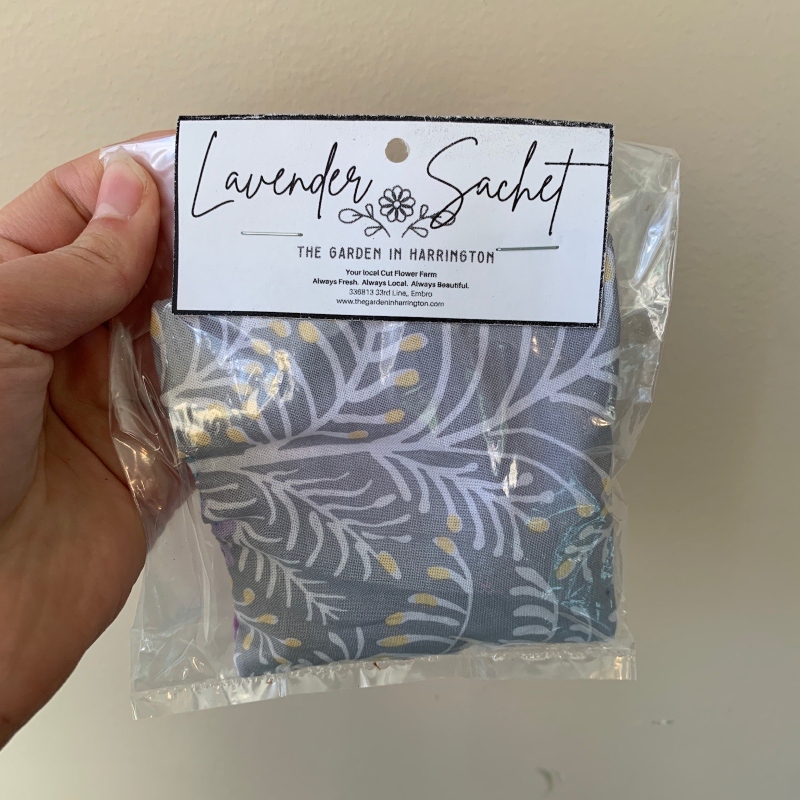 Lavender Sachet
THE GARDEN IN HARRINGTON
Your local Cut Flower Farm
Always Fresh. Always Local. Always Beautiful.
336813 33rd Line,, Embro
www.thegardeninharrington.com